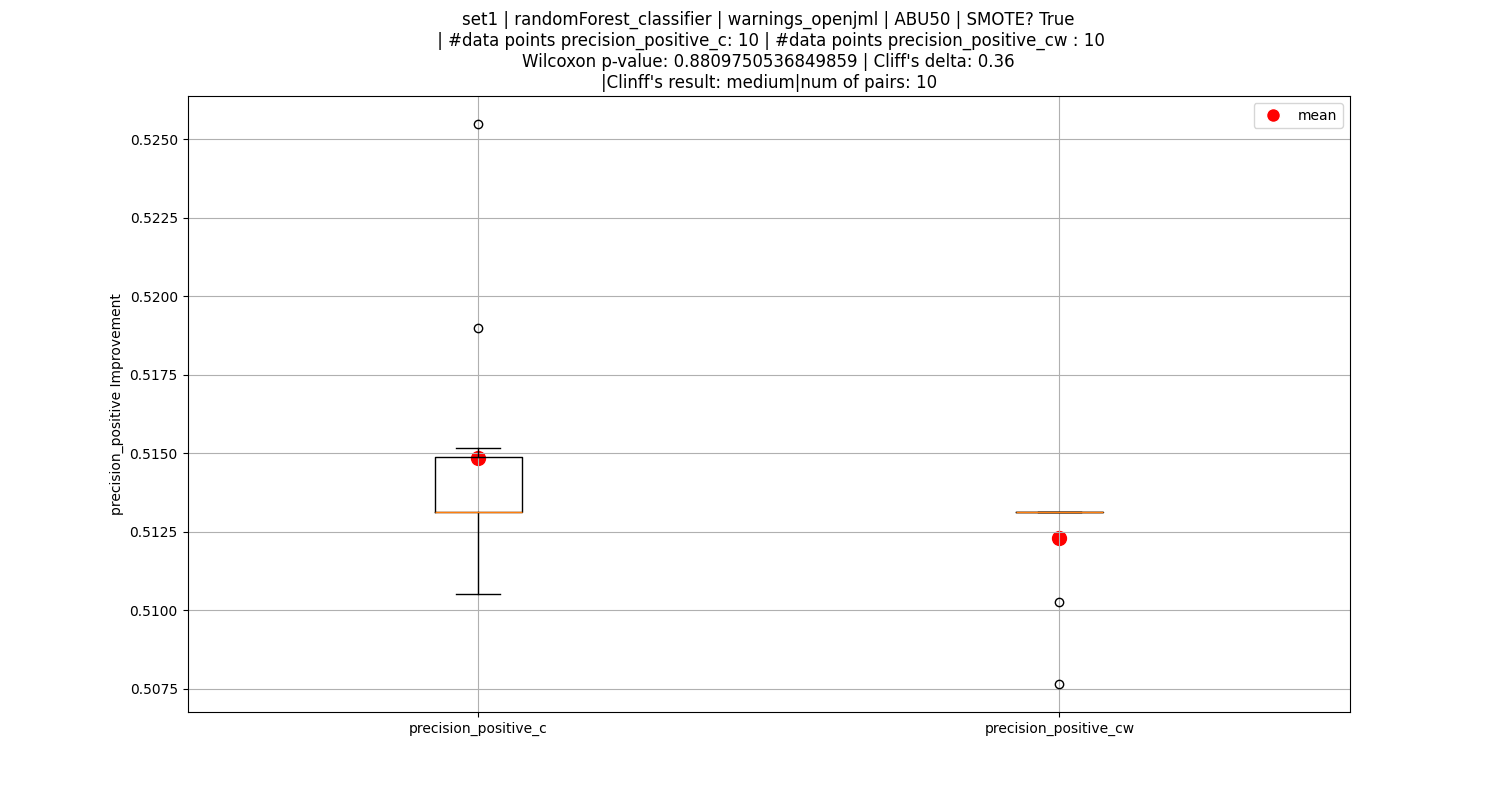 set1 | randomForest_classifier | warnings_openjml | ABU50 | SMOTE? True
| #data points precision_positive_c: 10 | #data points precision_positive_cw : 10
Wilcoxon p-value: 0.8809750536849859 | Cliff's delta: 0.36
|Clinff's result: medium|num of pairs: 10
mean
0.5250
0.5225
0.5200
0.5175
0.5150
0.5125
0.5100
0.5075
precision_positive Improvement
precision_positive_c
precision_positive_cw